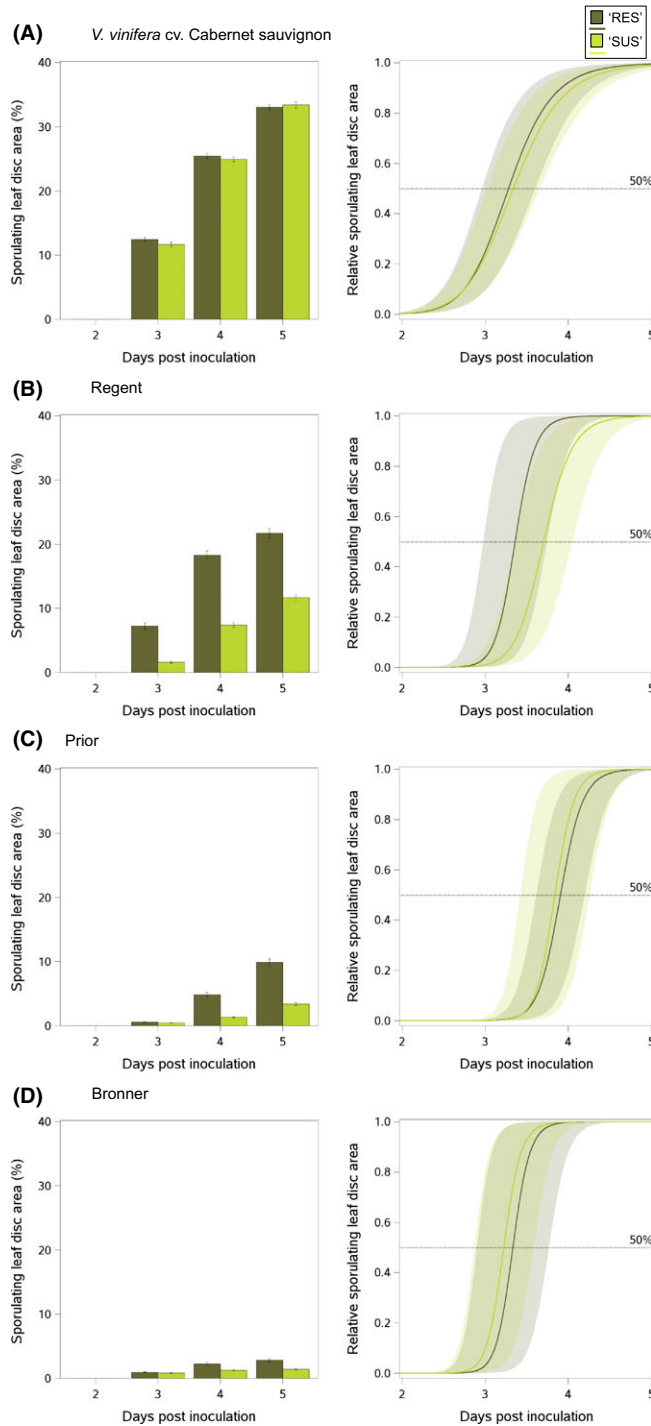 'RES'
'SUS'
(A) V. vinifera cv. Cabernet sauvignon
Sporulating leaf disc area (%)
40
30
20
10
0
2 3 4 5
Days post inoculation
Relative sporulating leaf disc area
1.0
0.8
0.6
0.4
0.2
0.0
50%
2 3 4 5
Days post inoculation
(B) Regent
Sporulating leaf disc area (%)
40
30
20
10
0
2 3 4 5
Days post inoculation
Relative sporulating leaf disc area
1.0
0.8
0.6
0.4
0.2
0.0
50%
2 3 4 5
Days post inoculation
(C) Prior
Sporulating leaf disc area (%)
40
30
20
10
0
2 3 4 5
Days post inoculation
Relative sporulating leaf disc area
1.0
0.8
0.6
0.4
0.2
0.0
50%
2 3 4 5
Days post inoculation
(D) Bronner
Sporulating leaf disc area (%)
40
30
20
10
0
2 3 4 5
Days post inoculation
Relative sporulating leaf disc area
1.0
0.8
0.6
0.4
0.2
0.0
50%
2 3 4 5
Days post inoculation